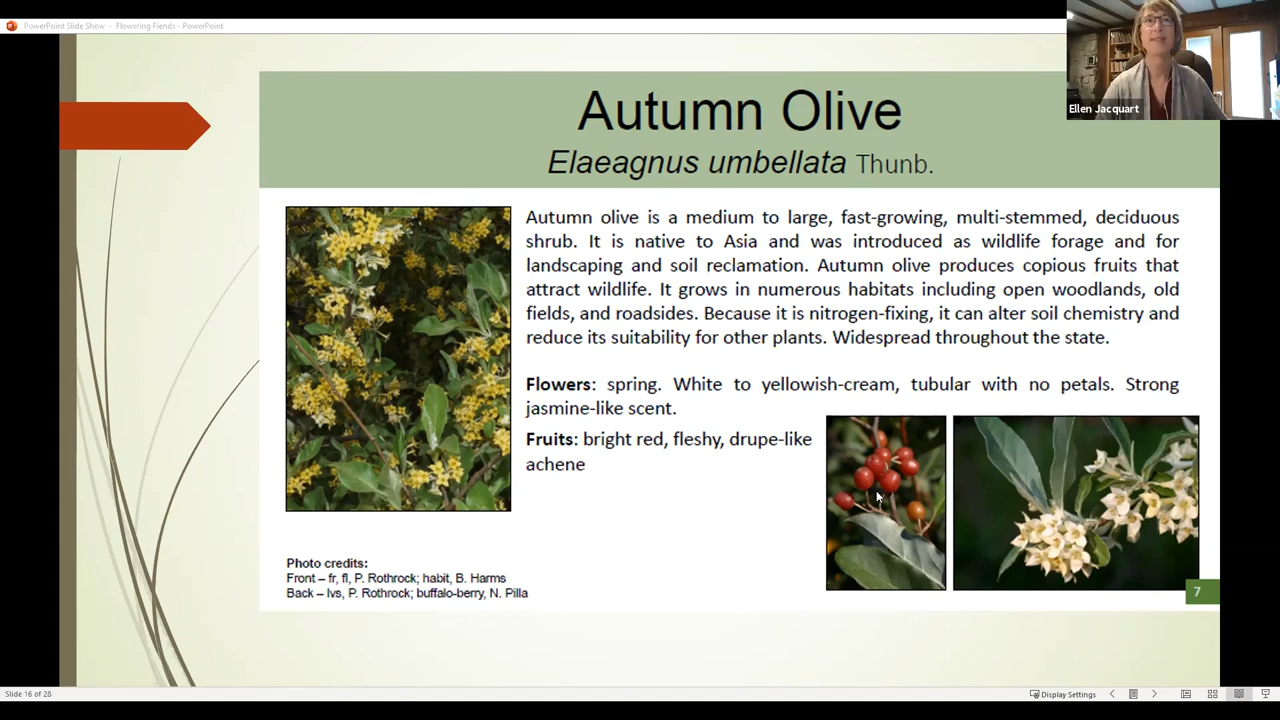 PowerPoint Slide Show - Flowering Fiends - PowerPoint
Ellen Jacquart
Autumn Olive
Elaeagnus umbellata Thunb.
Autumn olive is a medium to large, fast-growing, multi-stemmed, deciduous
shrub. It is native to Asia and was introduced as wildlife forage and for
landscaping and soil reclamation. Autumn olive produces copious fruits that
attract wildlife. It grows in numerous habitats including open woodlands, old
fields, and roadsides. Because it is nitrogen-fixing, it can alter soil chemistry and
reduce its suitability for other plants. Widespread throughout the state.
Flowers: spring. White to yellowish-cream, tubular with no petals. Strong
jasmine-like scent.
Fruits: bright red, fleshy, drupe-like
achene
Photo credits:
Front – fr, fl, P. Rothrock; habit, B. Harms
Back – lvs, P. Rothrock; buffalo-berry, N. Pilla
7
Slide 16 of 28
Display Settings